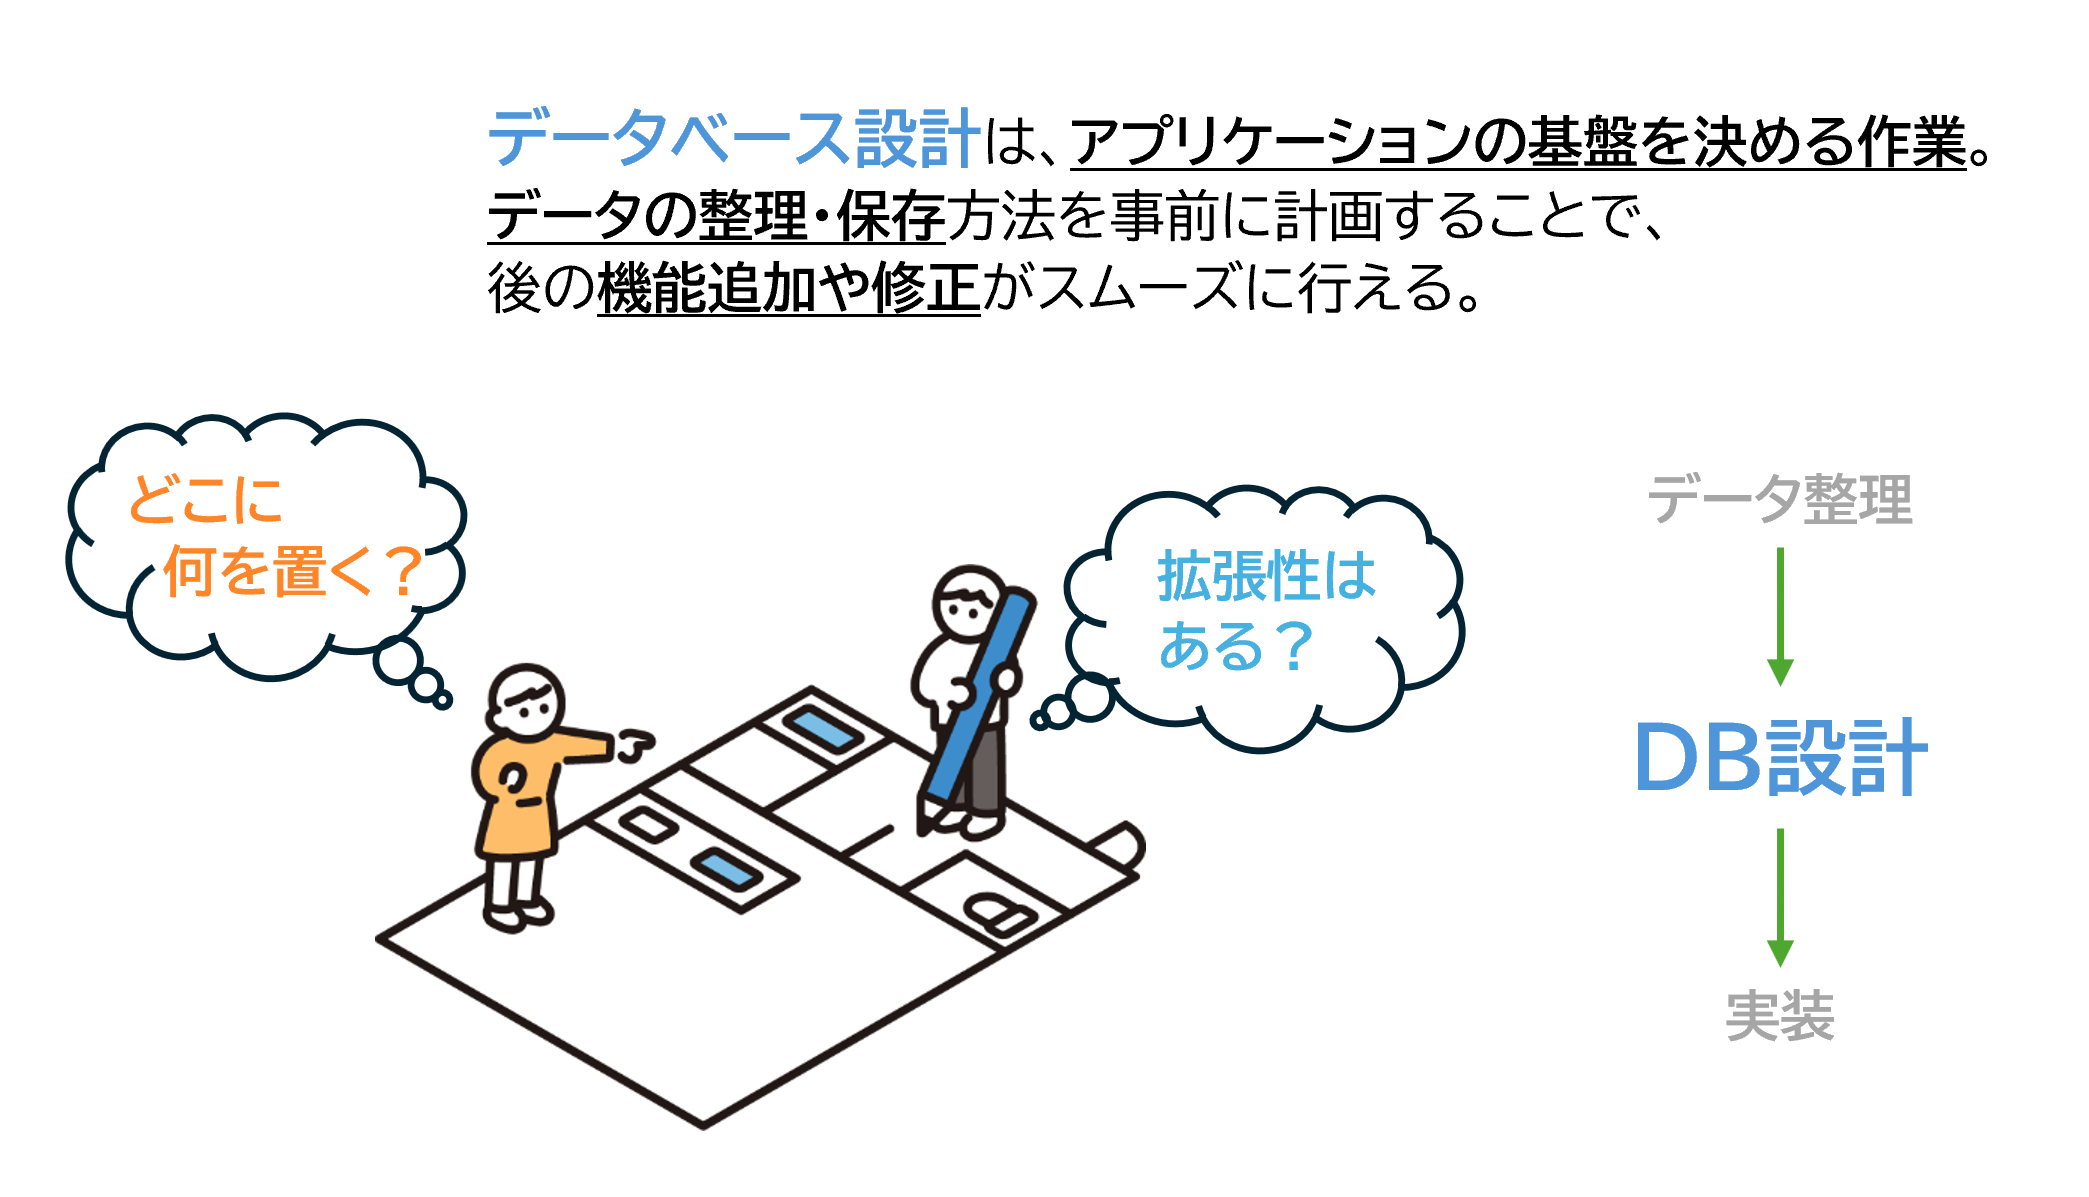 データベース設計は、アプリケーションの基盤を決める作業。
データの整理・保存方法を事前に計画することで、
後の機能追加や修正がスムーズに行える。
どこに
何を置く？
拡張性は
ある？
データ整理
DB設計
実装